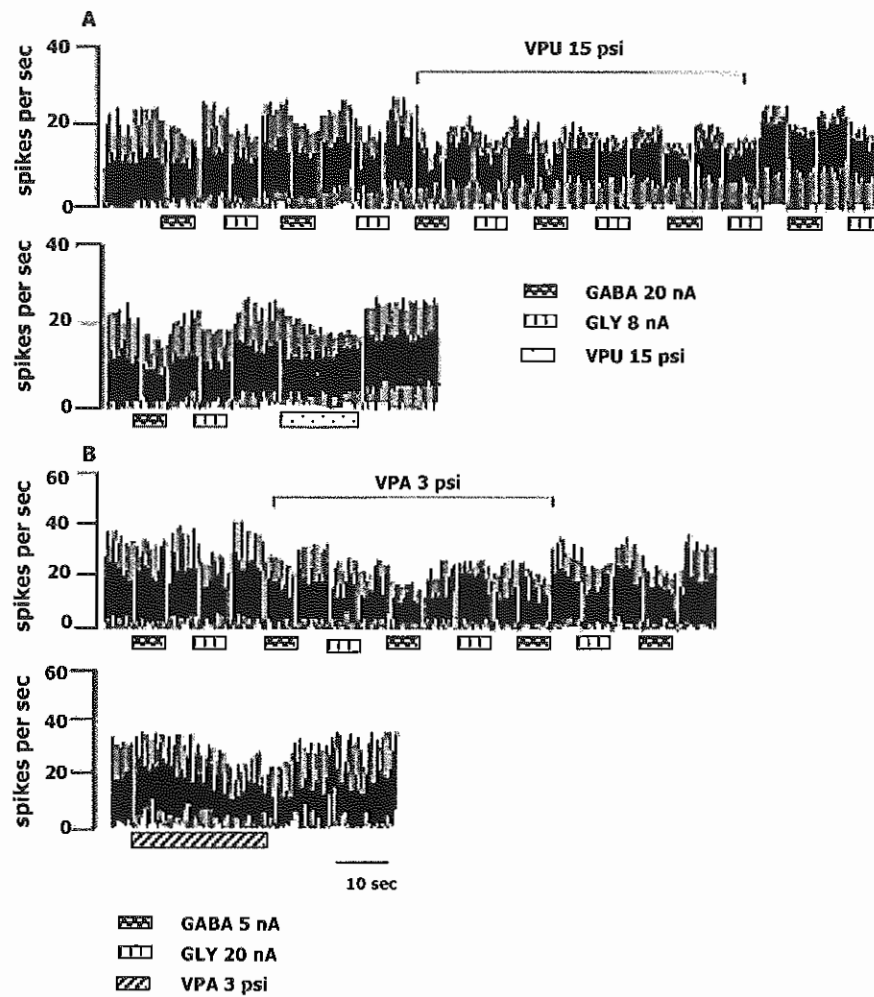 A
40
20
0
spikes per sec
VPU 15 psi
40
20
0
spikes per sec
GABA 20 nA
GLY 8 nA
VPU 15 psi
B
60
40
20
0
spikes per sec
VPA 3 psi
60
40
20
0
spikes per sec
10 sec
GABA 5 nA
GLY 20 nA
VPA 3 psi